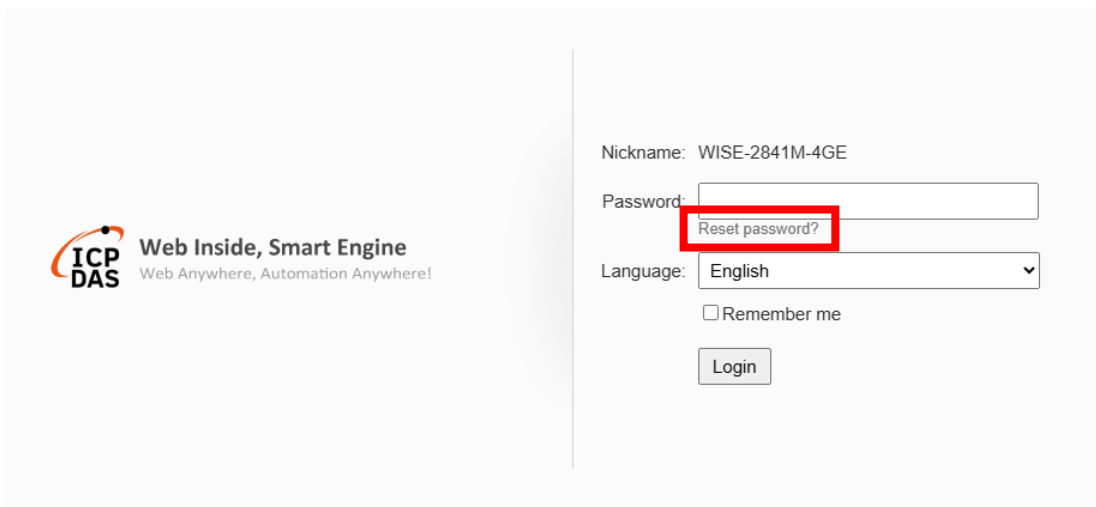 ICP
DAS
Web Inside, Smart Engine
Web Anywhere, Automation Anywhere!
Nickname: WISE-2841M-4GE
Password:
Reset password?
Language: English
Remember me
Login